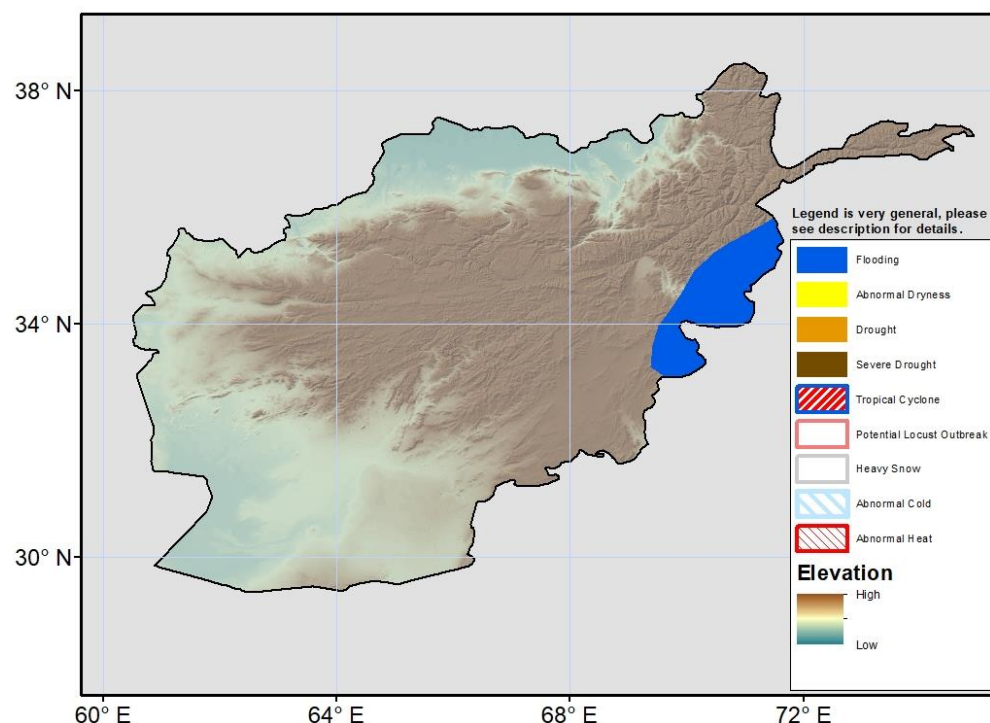 38° N
34° N
30° N
60° E
64° E
68° E
72° E
Legend is very general, please
see description for details.
Flooding
Abnormal Dryness
Drought
Severe Drought
Tropical Cyclone
Potential Locust Outbreak
Heavy Snow
Abnormal Cold
Abnormal Heat
Elevation
High
Low